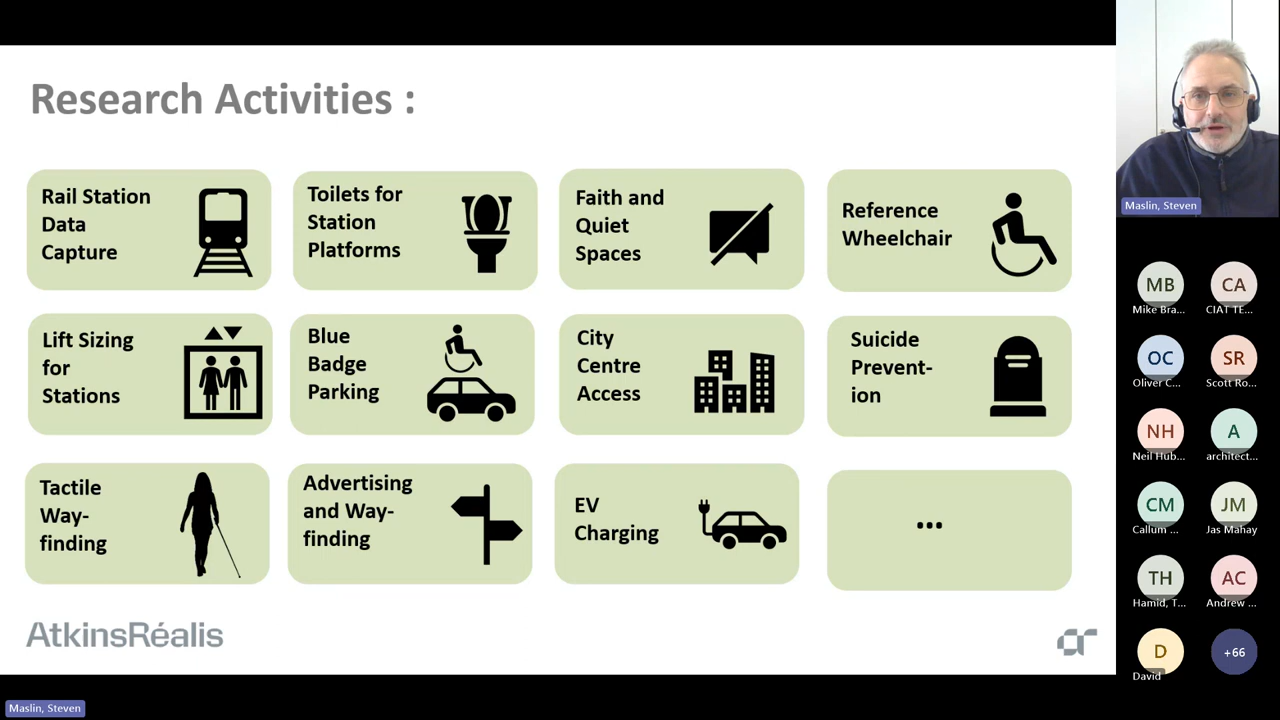 Research Activities :
Rail Station
Data
Capture
Toilets for
Station
Platforms
Faith and
Quiet
Spaces
Reference
Wheelchair
Lift Sizing
for
Stations
Blue
Badge
Parking
City
Centre
Access
Suicide
Prevent-
ion
Tactile
Way-
finding
Advertising
and Way-
finding
EV
Charging
...
AtkinsRéalis
ar
Maslin, Steven
Maslin, Steven
MB
Mike Bra...
CA
CIAT TE...
OC
Oliver C...
SR
Scott Ro...
NH
Neil Hub...
A
architect...
CM
Callum ...
JM
Jas Mahay
TH
Hamid, T...
AC
Andrew ...
D
David
+66